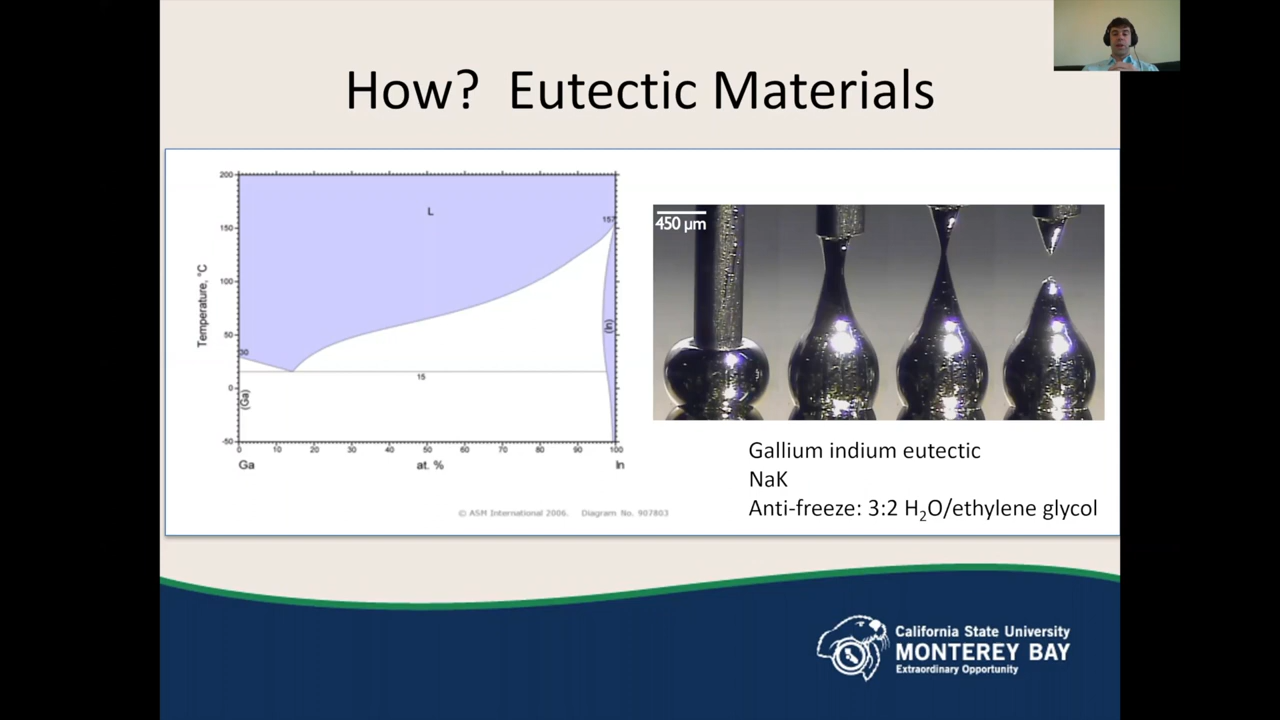 How? Eutectic Materials
200
150
100
50
0
-50
Temperature, °C
L
157
30
15
(Ga)
(In)
0 10 20 30 40 50 60 70 80 90 100
Ga at. % In
© ASM International 2006. Diagram No. 907803
450 µm
Gallium indium eutectic
NaK
Anti-freeze: 3:2 H₂O/ethylene glycol
California State University
MONTEREY BAY
Extraordinary Opportunity